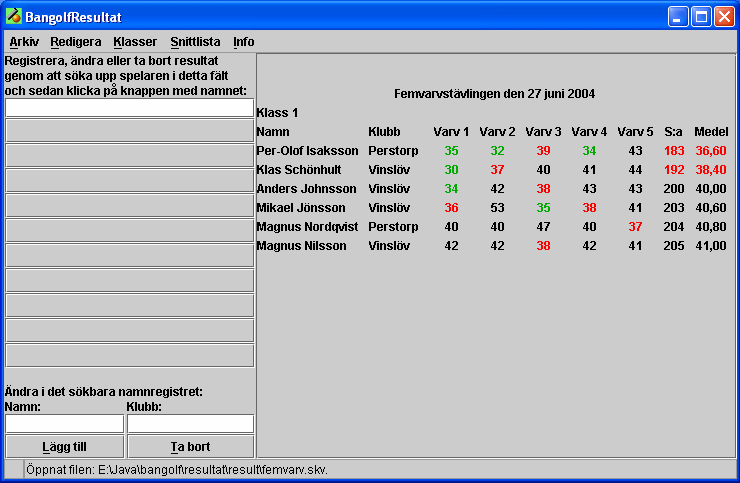 BangolfResultat
Arkiv Redigera Klasser Snittlista Info
Registrera, ändra eller ta bort resultat
genom att söka upp spelaren i detta fält
och sedan klicka på knappen med namnet:
Ändra i det sökbara namnregistret:
Namn: Klubb:
Lägg till Ta bort
Femvarvstävlingen den 27 juni 2004
Klass 1
Namn Klubb Varv 1 Varv 2 Varv 3 Varv 4 Varv 5 S:a Medel
Per-Olof Isaksson Perstorp 35 32 39 34 43 183 36,60
Klas Schönhult Vinslöv 30 37 40 41 44 192 38,40
Anders Johnsson Vinslöv 34 42 38 43 43 200 40,00
Mikael Jönsson Vinslöv 36 53 35 38 41 203 40,60
Magnus Nordqvist Perstorp 40 40 47 40 37 204 40,80
Magnus Nilsson Vinslöv 42 42 38 42 41 205 41,00
Öppnat filen: E:\Java\bangolf\resultat\result\femvarv.skv.